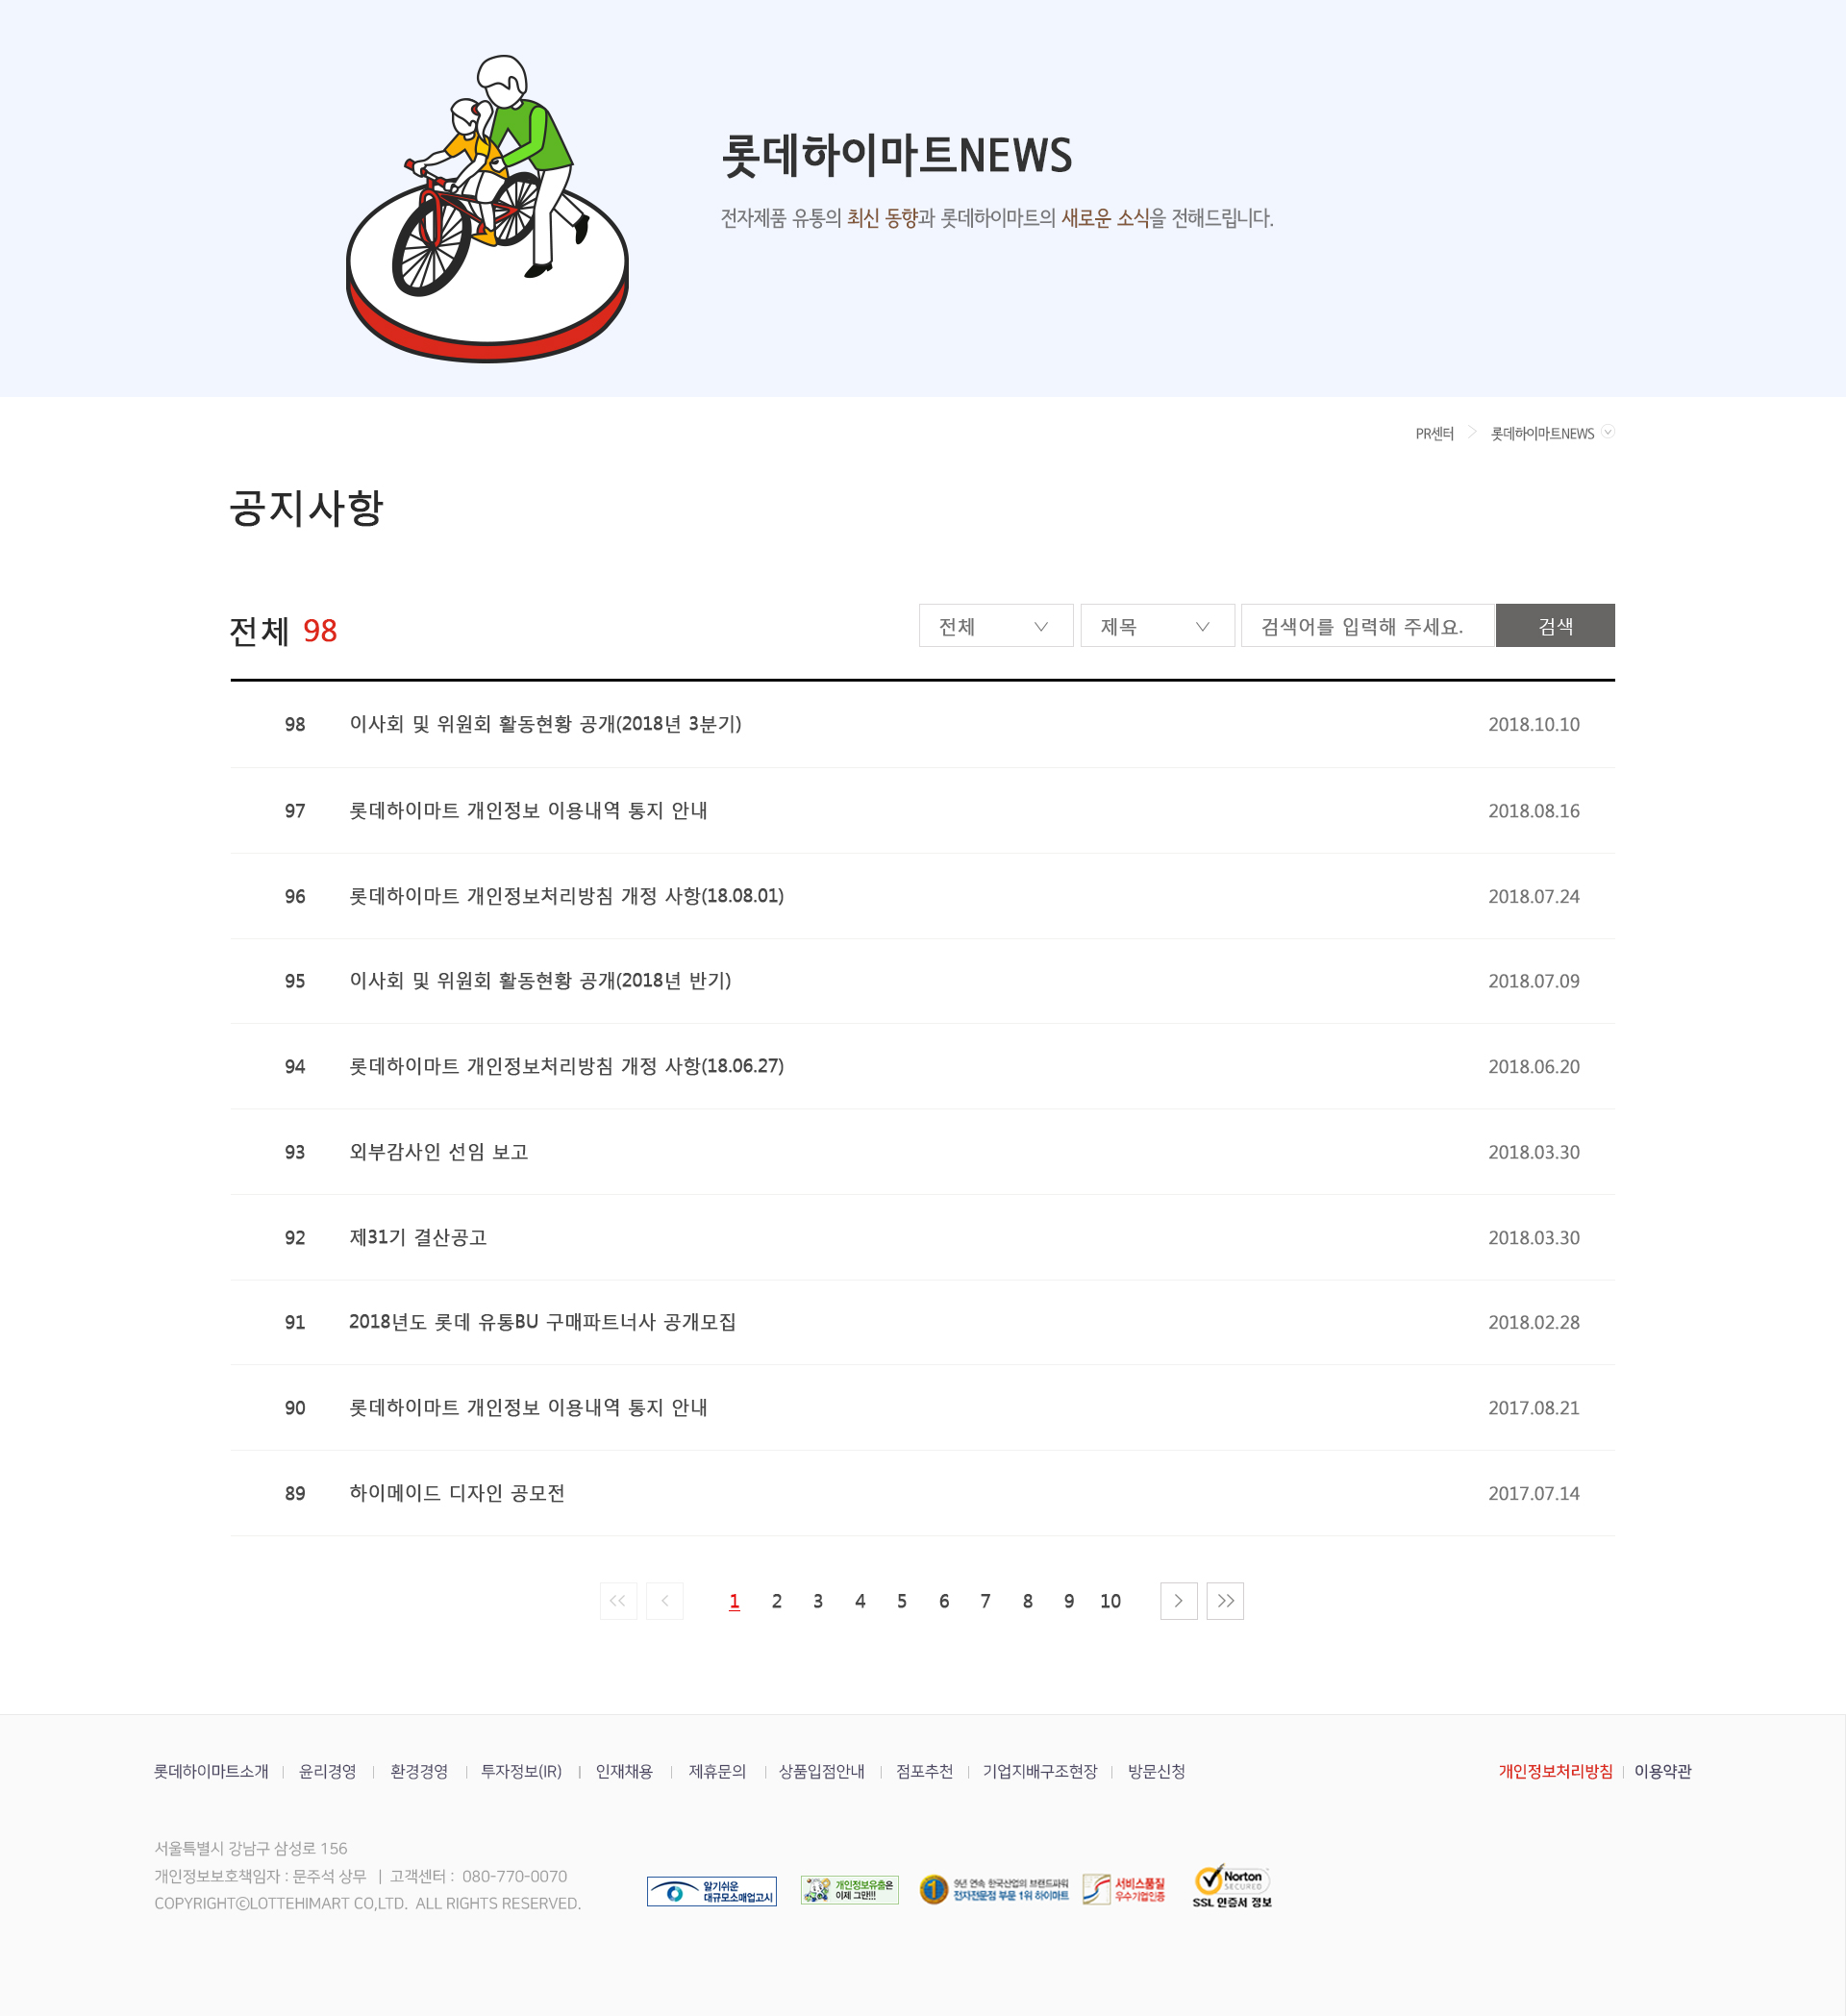 롯데하이마트NEWS
전자제품 유통의 최신 동향과 롯데하이마트의 새로운 소식을 전해드립니다.
PR센터 롯데하이마트NEWS
공지사항
전체 98
전체 제목 검색어를 입력해 주세요. 검색
98 이사회 및 위원회 활동현황 공개(2018년 3분기) 2018.10.10
97 롯데하이마트 개인정보 이용내역 통지 안내 2018.08.16
96 롯데하이마트 개인정보처리방침 개정 사항(18.08.01) 2018.07.24
95 이사회 및 위원회 활동현황 공개(2018년 반기) 2018.07.09
94 롯데하이마트 개인정보처리방침 개정 사항(18.06.27) 2018.06.20
93 외부감사인 선임 보고 2018.03.30
92 제31기 결산공고 2018.03.30
91 2018년도 롯데 유통BU 구매파트너사 공개모집 2018.02.28
90 롯데하이마트 개인정보 이용내역 통지 안내 2017.08.21
89 하이메이드 디자인 공모전 2017.07.14
1 2 3 4 5 6 7 8 9 10
롯데하이마트소개 | 윤리경영 | 환경경영 | 투자정보(IR) | 인재채용 | 제휴문의 | 상품입점안내 | 점포추천 | 기업지배구조현장 | 방문신청 개인정보처리방침 | 이용약관
서울특별시 강남구 삼성로 156
개인정보보호책임자 : 문주석 상무 | 고객센터 : 080-770-0070
COPYRIGHTⓒLOTTEHIMART CO,LTD. ALL RIGHTS RESERVED.
알기쉬운
대규모소매업고시
개인정보유출은
이제 그만!!!
1
9년 연속 한국산업의 브랜드파워
전자전문점 부문 1위 하이마트
서비스품질
우수기업인증
Norton
SECURED
SSL 인증서 정보